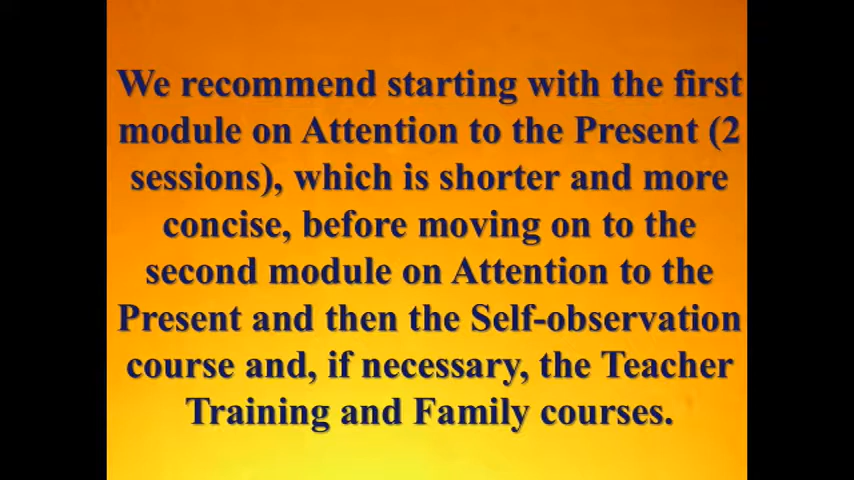 We recommend starting with the first
module on Attention to the Present (2
sessions), which is shorter and more
concise, before moving on to the
second module on Attention to the
Present and then the Self-observation
course and, if necessary, the Teacher
Training and Family courses.